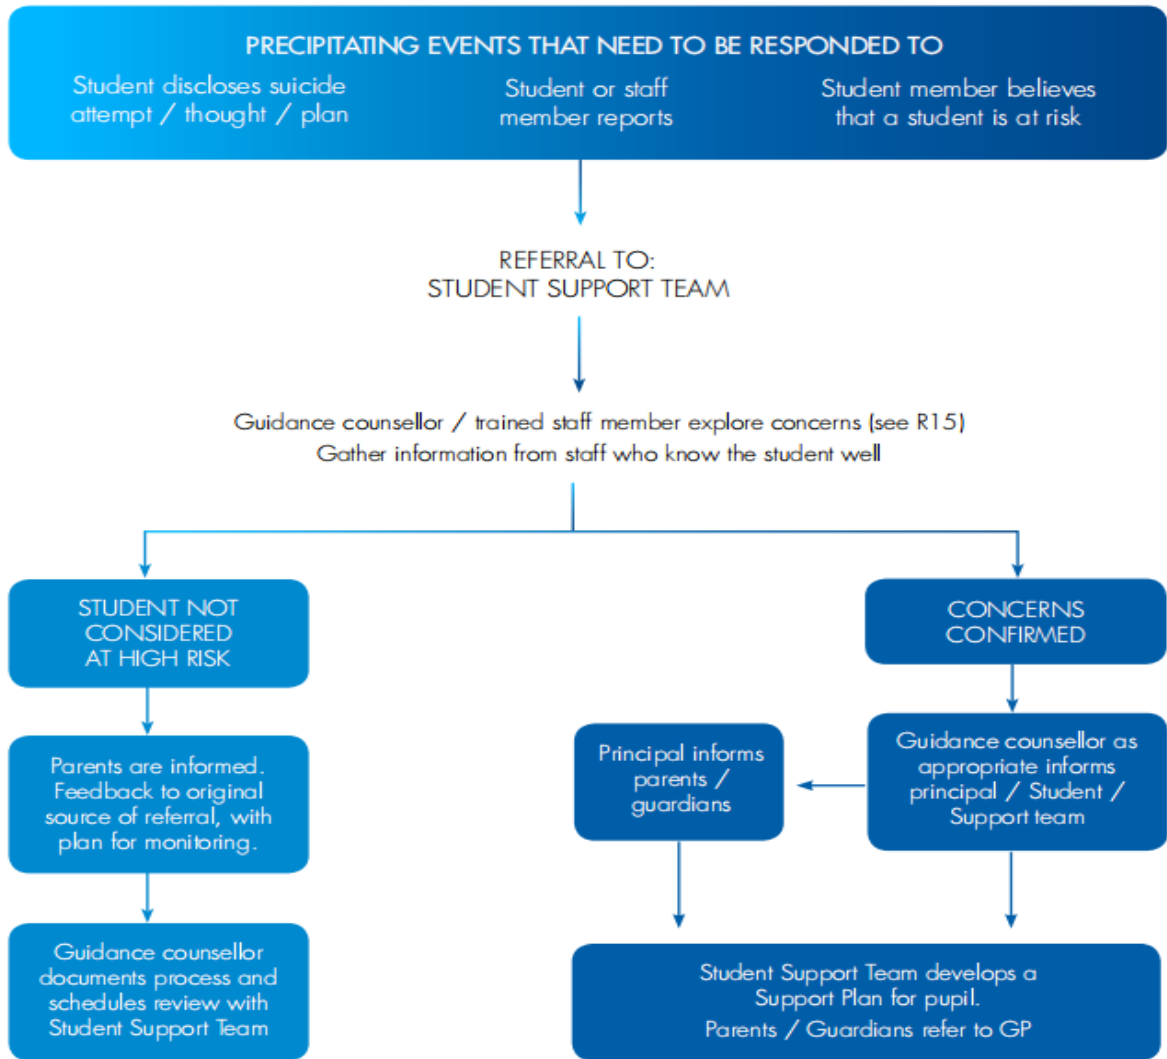 PRECIPITATING EVENTS THAT NEED TO BE RESPONDED TO
Student discloses suicide
attempt / thought / plan
Student or staff
member reports
Student member believes
that a student is at risk
REFERRAL TO:
STUDENT SUPPORT TEAM
Guidance counsellor / trained staff member explore concerns (see R15)
Gather information from staff who know the student well
STUDENT NOT
CONSIDERED
AT HIGH RISK
Parents are informed.
Feedback to original
source of referral, with
plan for monitoring.
Guidance counsellor
documents process and
schedules review with
Student Support Team
CONCERNS
CONFIRMED
Guidance counsellor as
appropriate informs
principal / Student /
Support team
Principal informs
parents /
guardians
Student Support Team develops a
Support Plan for pupil.
Parents / Guardians refer to GP